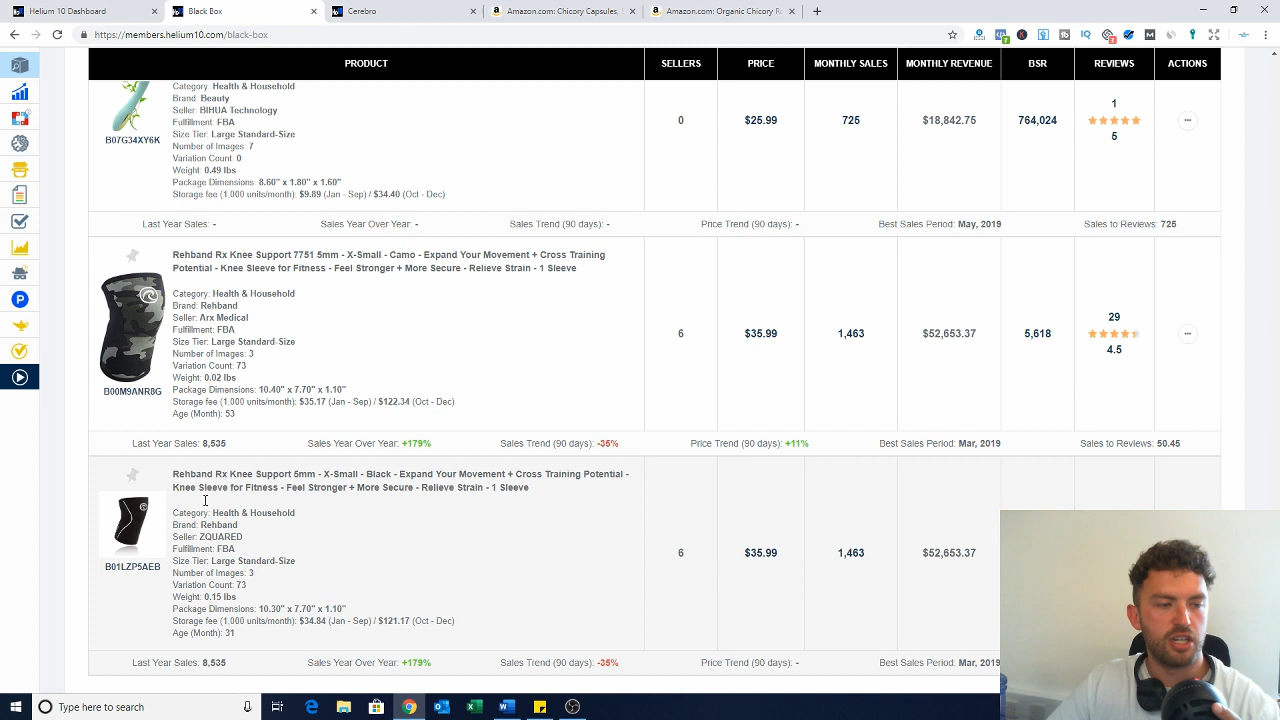 Helium 10 Dashboard
Black Box
Cerebro
Amazon.com: Chicory Capsules,
Amazon.com: Organic Chicory Ro
https://members.helium10.com/black-box
PRODUCT
SELLERS
PRICE
MONTHLY SALES
MONTHLY REVENUE
BSR
REVIEWS
ACTIONS
B07G34XY6K
Category: Health & Household
Brand: Beauty
Seller: BIHUA Technology
Fulfillment: FBA
Size Tier: Large Standard-Size
Number of Images: 7
Variation Count: 0
Weight: 0.49 lbs
Package Dimensions: 8.60" x 1.80" x 1.60"
Storage fee (1,000 units/month): $9.89 (Jan - Sep) / $34.40 (Oct - Dec)
0
$25.99
725
$18,842.75
764,024
1
5
Last Year Sales: -
Sales Year Over Year: -
Sales Trend (90 days): -
Price Trend (90 days): -
Best Sales Period: May, 2019
Sales to Reviews: 725
Rehband Rx Knee Support 7751 5mm - X-Small - Camo - Expand Your Movement + Cross Training
Potential - Knee Sleeve for Fitness - Feel Stronger + More Secure - Relieve Strain - 1 Sleeve
B00M9ANR8G
Category: Health & Household
Brand: Rehband
Seller: Arx Medical
Fulfillment: FBA
Size Tier: Large Standard-Size
Number of Images: 3
Variation Count: 73
Weight: 0.02 lbs
Package Dimensions: 10.40" x 7.70" x 1.10"
Storage fee (1,000 units/month): $35.17 (Jan - Sep) / $122.34 (Oct - Dec)
Age (Month): 53
6
$35.99
1,463
$52,653.37
5,618
29
4.5
Last Year Sales: 8,535
Sales Year Over Year: +179%
Sales Trend (90 days): -35%
Price Trend (90 days): +11%
Best Sales Period: Mar, 2019
Sales to Reviews: 50.45
Rehband Rx Knee Support 5mm - X-Small - Black - Expand Your Movement + Cross Training Potential -
Knee Sleeve for Fitness - Feel Stronger + More Secure - Relieve Strain - 1 Sleeve
B01LZP5AEB
Category: Health & Household
Brand: Rehband
Seller: ZQUARED
Fulfillment: FBA
Size Tier: Large Standard-Size
Number of Images: 3
Variation Count: 73
Weight: 0.15 lbs
Package Dimensions: 10.30" x 7.70" x 1.10"
Storage fee (1,000 units/month): $34.84 (Jan - Sep) / $121.17 (Oct - Dec)
Age (Month): 31
6
$35.99
1,463
$52,653.37
Last Year Sales: 8,535
Sales Year Over Year: +179%
Sales Trend (90 days): -35%
Price Trend (90 days): -
Best Sales Period: Mar, 2019
Type here to search